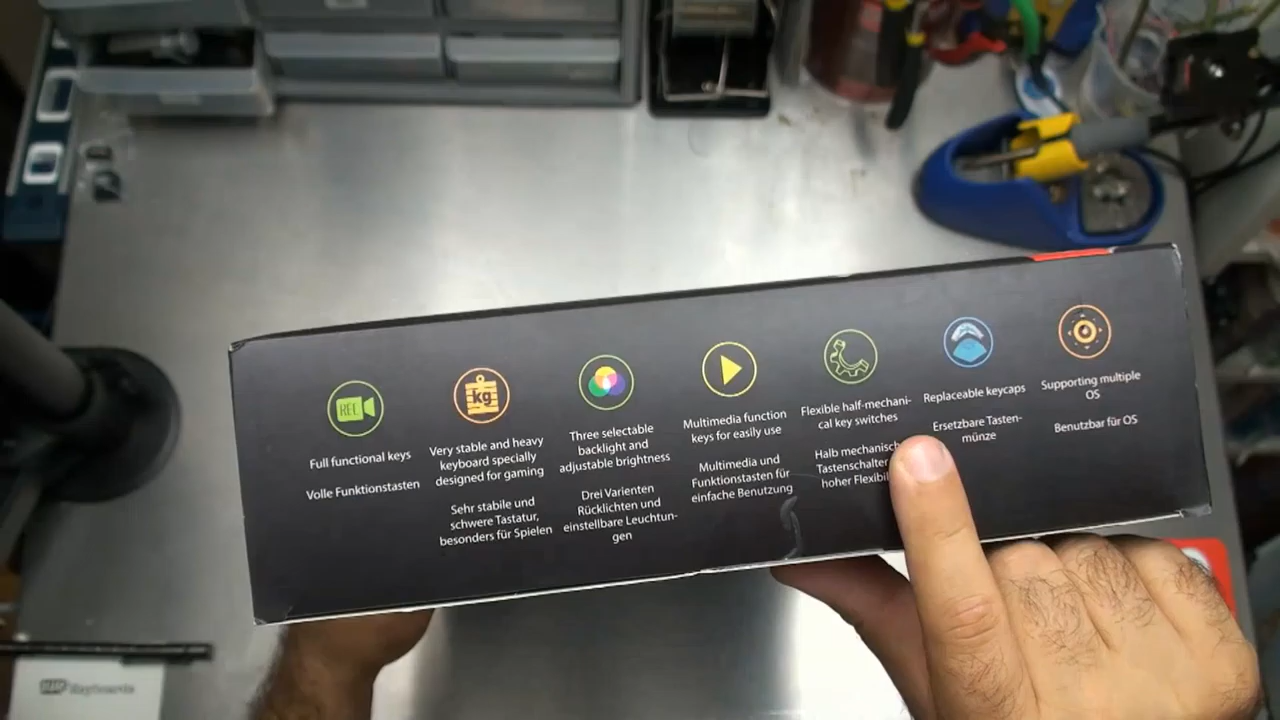 REC
Full functional keys
Volle Funktionstasten
kg
Very stable and heavy
keyboard specially
designed for gaming
Sehr stabile und
schwere Tastatur,
besonders für Spielen
Three selectable
backlight and
adjustable brightness
Drei Varienten
Rücklichten und
einstellbare Leuchtun-
gen
Multimedia function
keys for easily use
Multimedia und
Funktionstasten für
einfache Benutzung
Flexible half-mechani-
cal key switches
Halb mechanisch
Tastenschalter
hoher Flexibil
Replaceable keycaps
Ersetzbare Tasten-
münze
Supporting multiple
OS
Benutzbar für OS
Keyboards